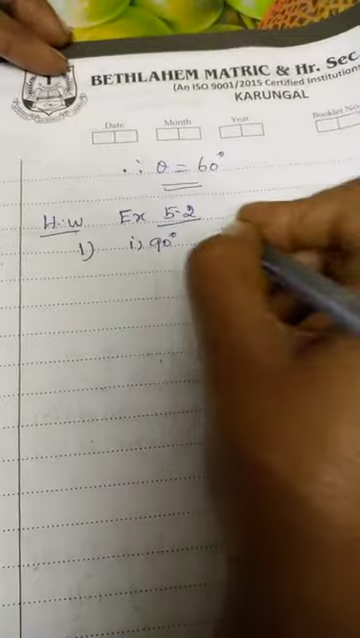 BETHLAHEM MATRIC & Hr. Sec
(An ISO 9001/2015 Certified Institution
KARUNGAL
Date Month Year Booklet No
∴ θ = 60°
H.W Ex 5.2
1) i) 90°